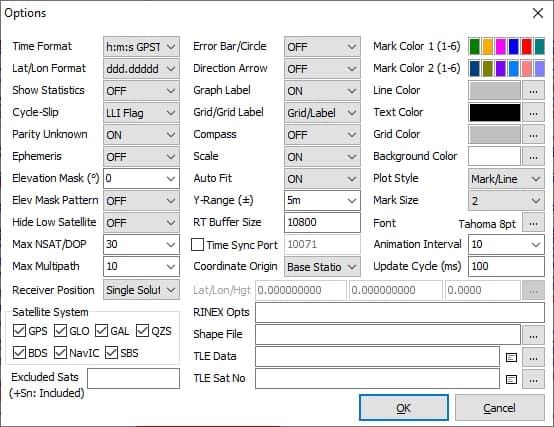 Options
Time Format h:m:s GPST Error Bar/Circle OFF Mark Color 1 (1-6)
Lat/Lon Format ddd.ddddd Direction Arrow OFF Mark Color 2 (1-6)
Show Statistics OFF Graph Label ON Line Color ...
Cycle-Slip LLI Flag Grid/Grid Label Grid/Label Text Color ...
Parity Unknown ON Compass OFF Grid Color ...
Ephemeris OFF Scale ON Background Color ...
Elevation Mask (°) 0 Auto Fit ON Plot Style Mark/Line
Elev Mask Pattern OFF Y-Range (±) 5m Mark Size 2
Hide Low Satellite OFF RT Buffer Size 10800 Font Tahoma 8pt ...
Max NSAT/DOP 30 Time Sync Port 10071 Animation Interval 10
Max Multipath 10 Coordinate Origin Base Statio Update Cycle (ms) 100
Receiver Position Single Solut Lat/Lon/Hgt 0.000000000 0.000000000 0.0000 ...
Satellite System RINEX Opts
GPS GLO GAL QZS Shape File ...
BDS NavIC SBS TLE Data ...
Excluded Sats TLE Sat No ...
(+Sn: Included)
OK Cancel